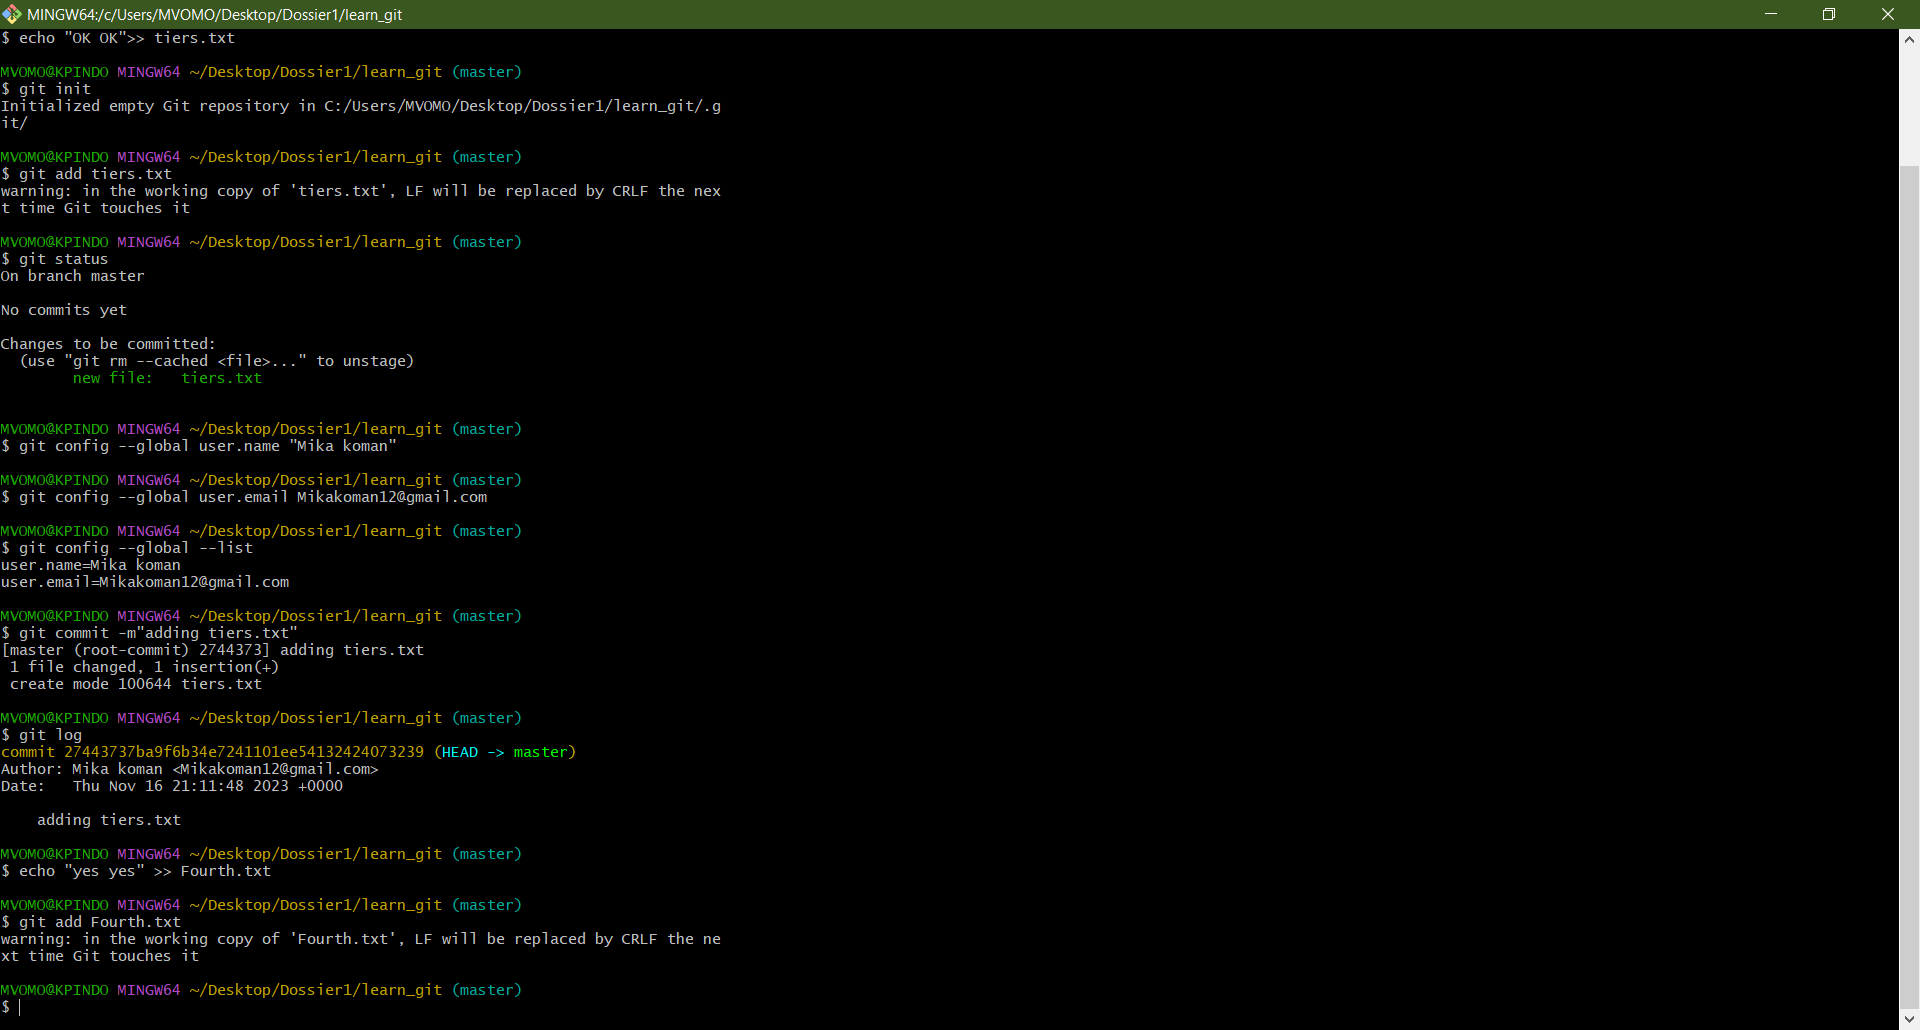 MINGW64:/c/Users/MVOMO/Desktop/Dossier1/learn_git
$ echo "OK OK">> tiers.txt
MVOMO@KPINDO MINGW64 ~/Desktop/Dossier1/learn_git (master)
$ git init
Initialized empty Git repository in C:/Users/MVOMO/Desktop/Dossier1/learn_git/.g
it/
MVOMO@KPINDO MINGW64 ~/Desktop/Dossier1/learn_git (master)
$ git add tiers.txt
warning: in the working copy of 'tiers.txt', LF will be replaced by CRLF the nex
t time Git touches it
MVOMO@KPINDO MINGW64 ~/Desktop/Dossier1/learn_git (master)
$ git status
On branch master
No commits yet
Changes to be committed:
  (use "git rm --cached <file>..." to unstage)
        new file:   tiers.txt
MVOMO@KPINDO MINGW64 ~/Desktop/Dossier1/learn_git (master)
$ git config --global user.name "Mika koman"
MVOMO@KPINDO MINGW64 ~/Desktop/Dossier1/learn_git (master)
$ git config --global user.email Mikakoman12@gmail.com
MVOMO@KPINDO MINGW64 ~/Desktop/Dossier1/learn_git (master)
$ git config --global --list
user.name=Mika koman
user.email=Mikakoman12@gmail.com
MVOMO@KPINDO MINGW64 ~/Desktop/Dossier1/learn_git (master)
$ git commit -m"adding tiers.txt"
[master (root-commit) 2744373] adding tiers.txt
 1 file changed, 1 insertion(+)
 create mode 100644 tiers.txt
MVOMO@KPINDO MINGW64 ~/Desktop/Dossier1/learn_git (master)
$ git log
commit 27443737ba9f6b34e7241101ee54132424073239 (HEAD -> master)
Author: Mika koman <Mikakoman12@gmail.com>
Date:   Thu Nov 16 21:11:48 2023 +0000
    adding tiers.txt
MVOMO@KPINDO MINGW64 ~/Desktop/Dossier1/learn_git (master)
$ echo "yes yes" >> Fourth.txt
MVOMO@KPINDO MINGW64 ~/Desktop/Dossier1/learn_git (master)
$ git add Fourth.txt
warning: in the working copy of 'Fourth.txt', LF will be replaced by CRLF the ne
xt time Git touches it
MVOMO@KPINDO MINGW64 ~/Desktop/Dossier1/learn_git (master)
$